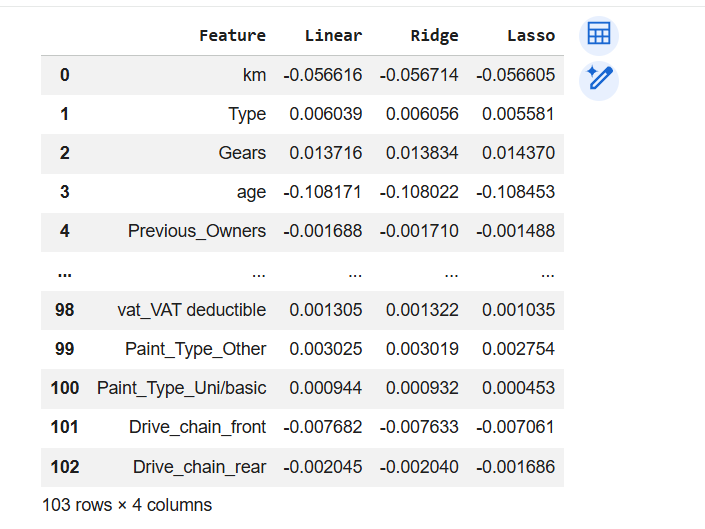 Feature Linear Ridge Lasso
0 km -0.056616 -0.056714 -0.056605
1 Type 0.006039 0.006056 0.005581
2 Gears 0.013716 0.013834 0.014370
3 age -0.108171 -0.108022 -0.108453
4 Previous_Owners -0.001688 -0.001710 -0.001488
... ... ... ... ...
98 vat_VAT deductible 0.001305 0.001322 0.001035
99 Paint_Type_Other 0.003025 0.003019 0.002754
100 Paint_Type_Uni/basic 0.000944 0.000932 0.000453
101 Drive_chain_front -0.007682 -0.007633 -0.007061
102 Drive_chain_rear -0.002045 -0.002040 -0.001686
103 rows × 4 columns